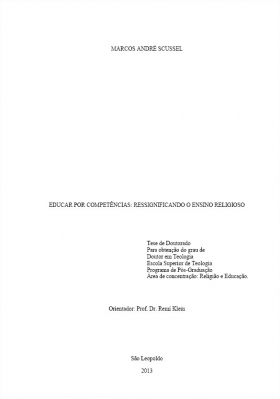 MARCOS ANDRÉ SCUSSEL
EDUCAR POR COMPETÊNCIAS: RESSIGNIFICANDO O ENSINO RELIGIOSO
Tese de Doutorado
Para obtenção do grau de
Doutor em Teologia
Escola Superior de Teologia
Programa de Pós-Graduação
Área de concentração: Religião e Educação.
Orientador: Prof. Dr. Remí Klein
São Leopoldo
2013